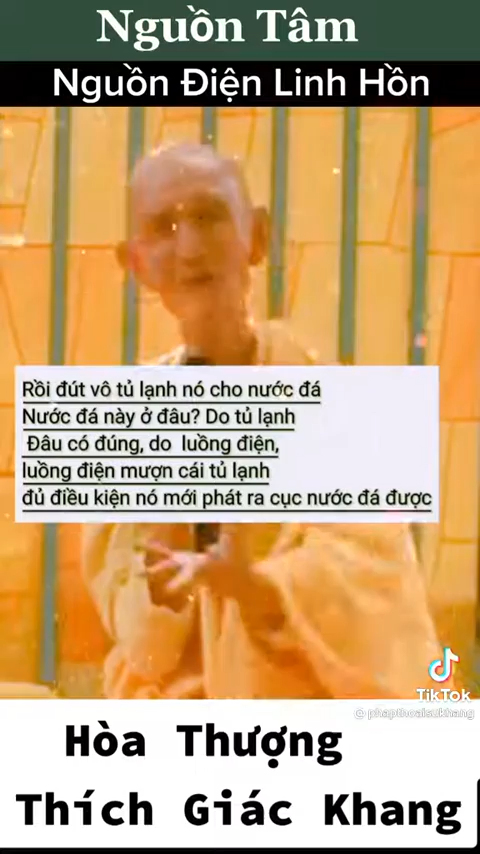 Nguồn Tâm
Nguồn Điện Linh Hồn
Rồi đứt vô tủ lạnh nó cho nước đá
Nước đá này ở đâu? Do tủ lạnh
Đâu có đúng, do luồng điện,
luồng điện mượn cái tủ lạnh
đủ điều kiện nó mới phát ra cục nước đá được
TikTok
phapthoaisukhang
Hòa Thượng
Thích Giác Khang